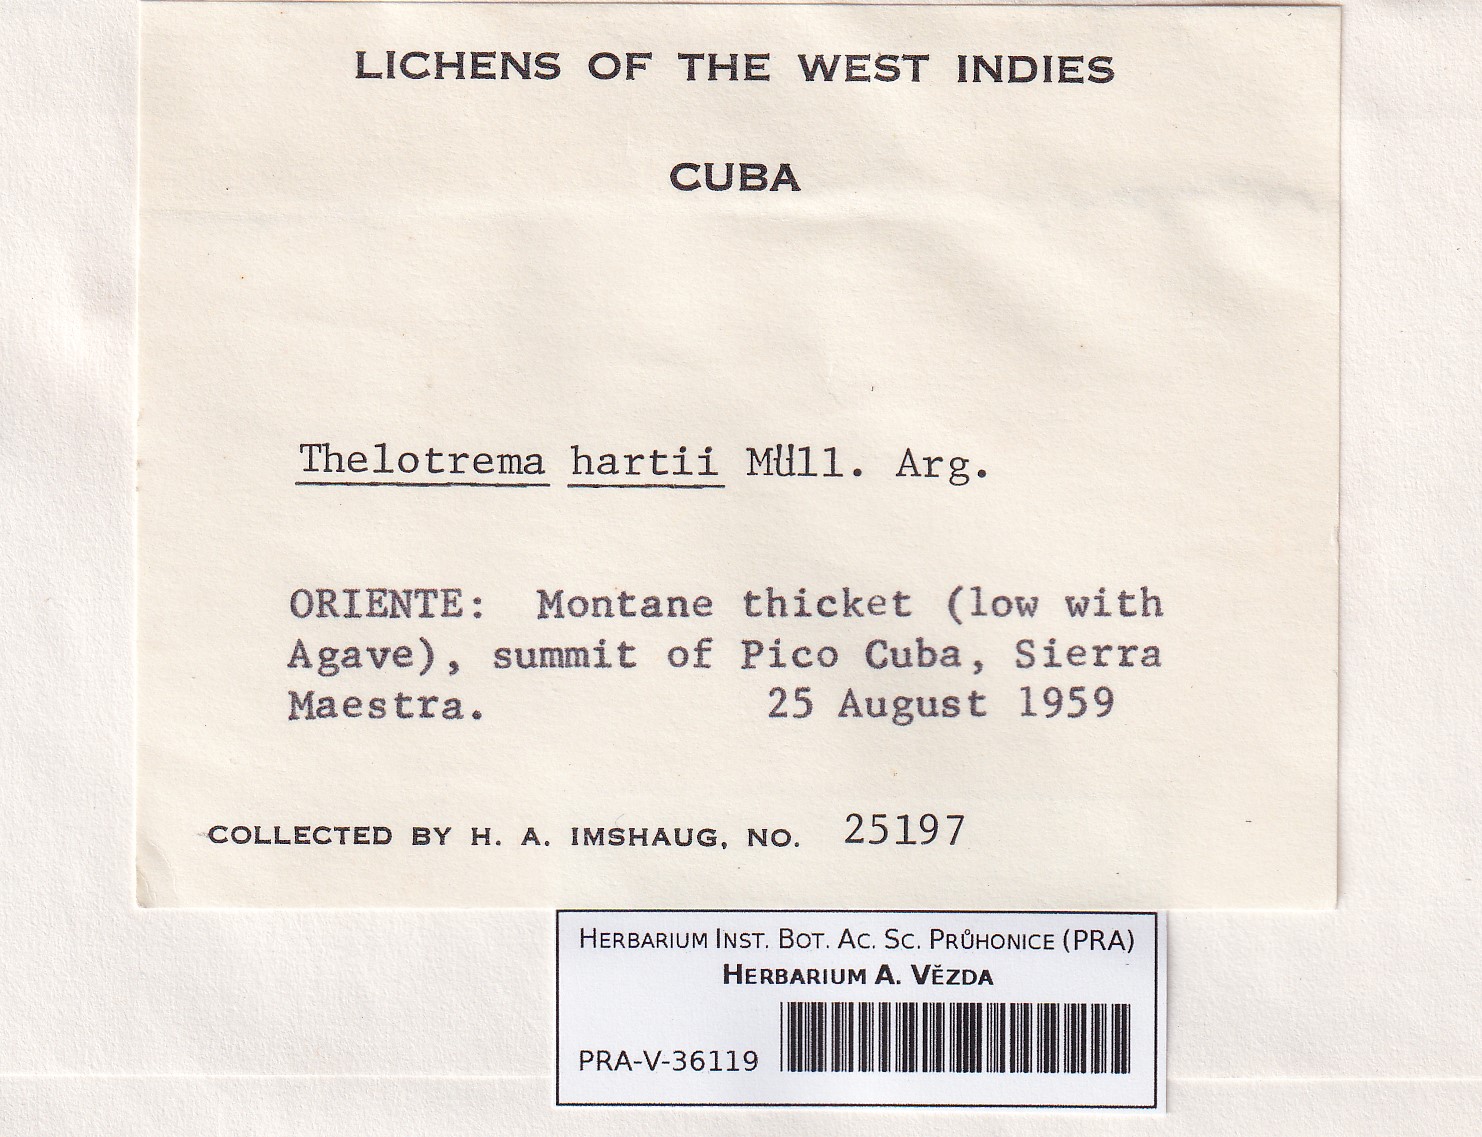 LICHENS OF THE WEST INDIES
CUBA
Thelotrema hartii Müll. Arg.
ORIENTE: Montane thicket (low with
Agave), summit of Pico Cuba, Sierra
Maestra. 25 August 1959
COLLECTED BY H. A. IMSHAUG, NO. 25197
HERBARIUM INST. BOT. AC. SC. PRŮHONICE (PRA)
HERBARIUM A. VĚZDA
PRA-V-36119